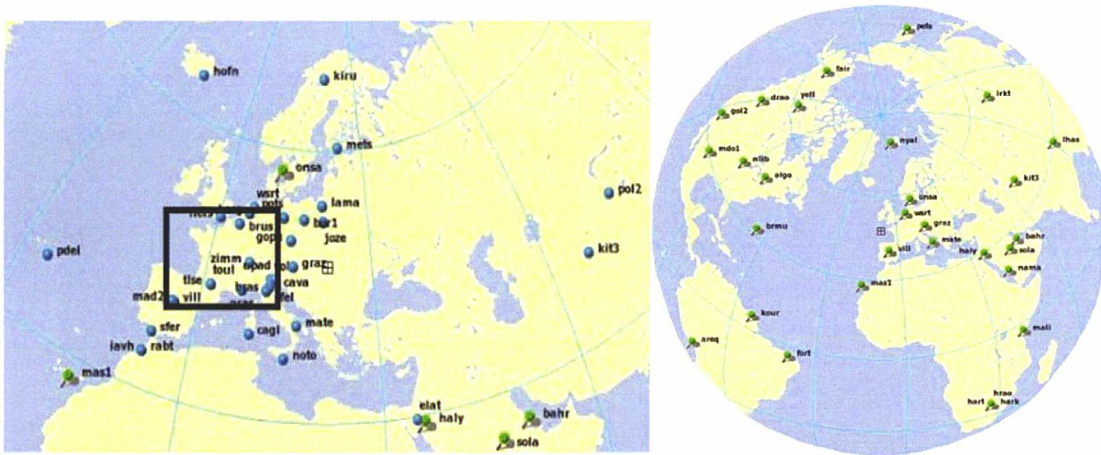 hofn
kiru
mets
onsa
wsrt
pots
lama
pol2
brus
bor1
gope
joze
pdel
kit3
zimm
toul
graz
tlse
cava
mad2
vill
sfer
cagl
mate
iavh
rabt
noto
mas1
elat
haly
bahr
sola
pets
fair
drao
yell
irkt
gol2
mdo1
nlib
algo
nyal
lhas
kit3
onsa
wsrt
graz
brmu
vill
mate
haly
bahr
sola
nama
mas1
kour
areq
fort
mali
hrao
hart
hark